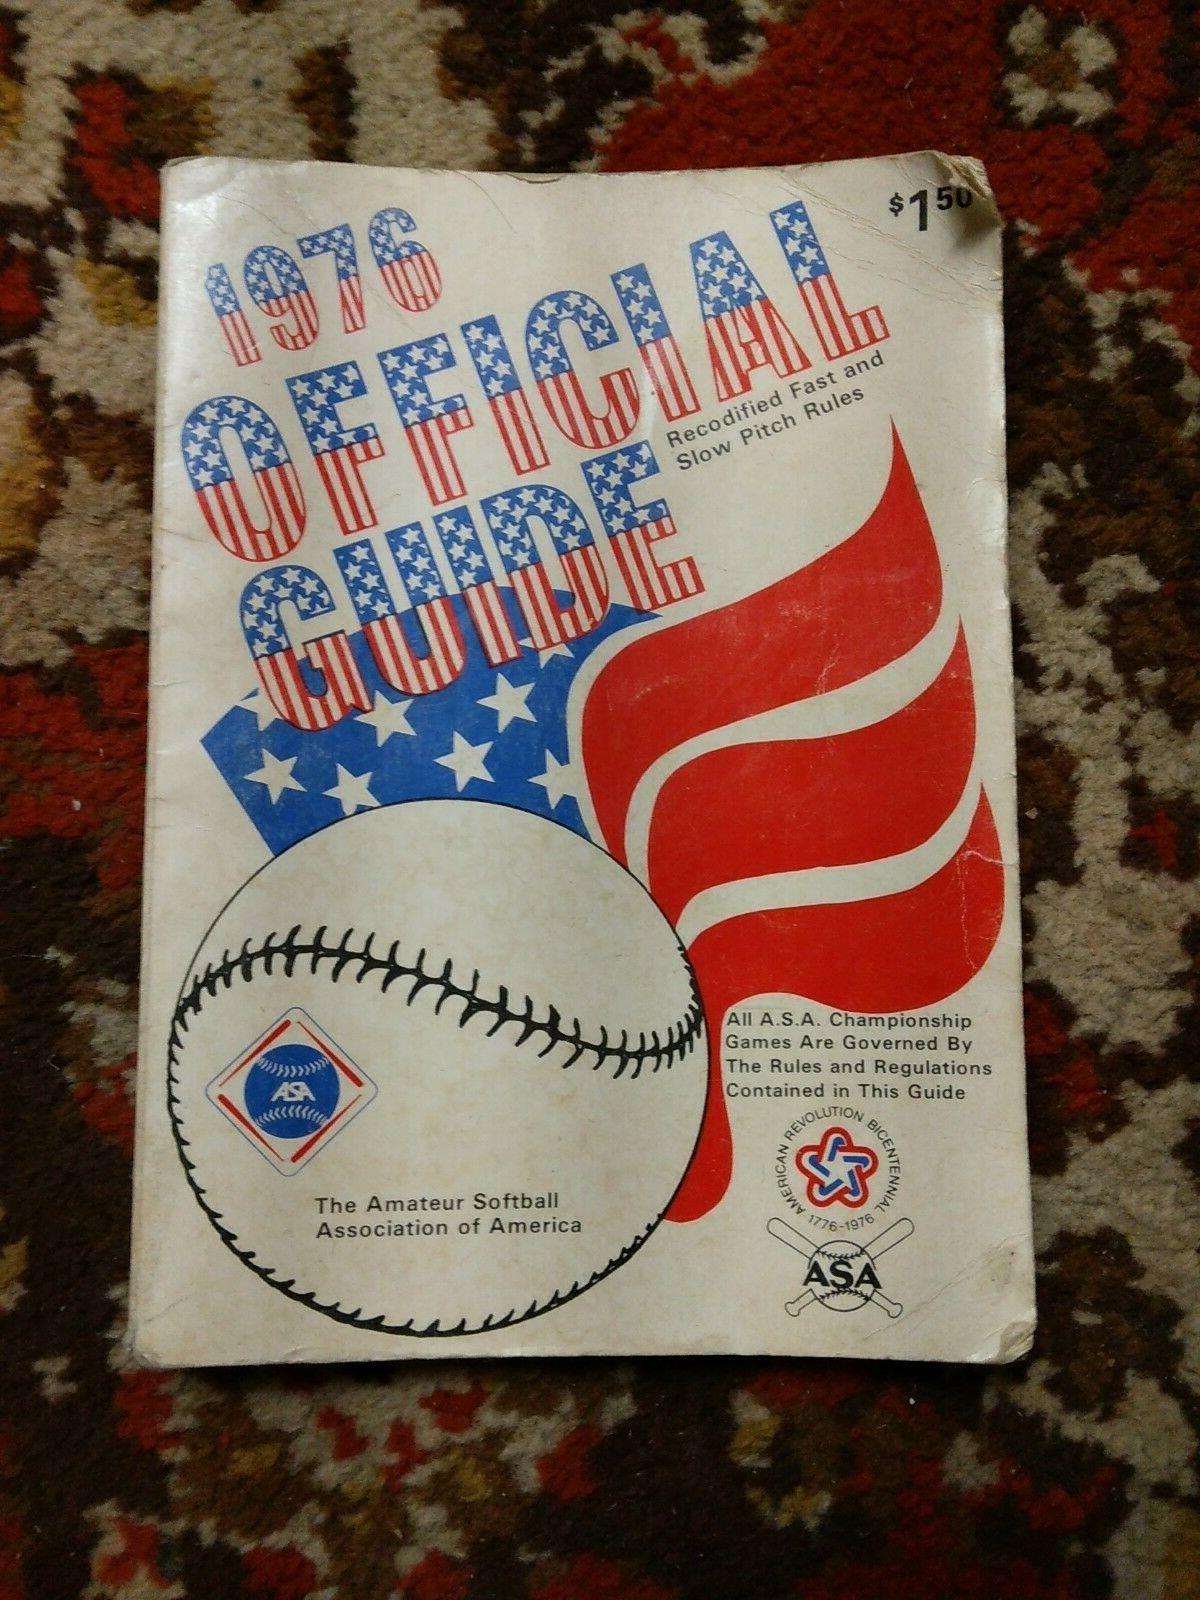 $1 50
1976
OFFICIAL
GUIDE
Recodified Fast and
Slow Pitch Rules
All A.S.A. Championship
Games Are Governed By
The Rules and Regulations
Contained in This Guide
ASA
The Amateur Softball
Association of America
AMERICAN REVOLUTION BICENTENNIAL
1776-1976
ASA